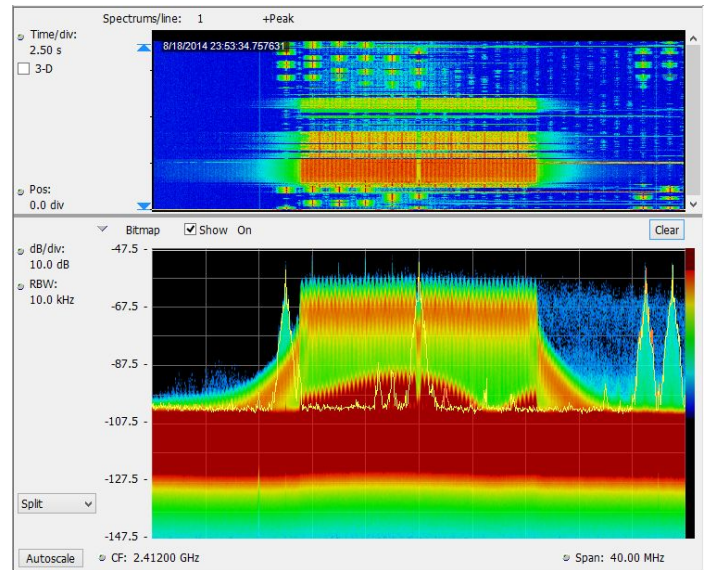 Spectrums/line: 1 +Peak
Time/div:
2.50 s
3-D
8/18/2014 23:53:34.757631
Pos:
0.0 div
Bitmap Show On Clear
dB/div:
10.0 dB
RBW:
10.0 kHz
-47.5
-67.5
-87.5
-107.5
-127.5
-147.5
Split
Autoscale CF: 2.41200 GHz Span: 40.00 MHz